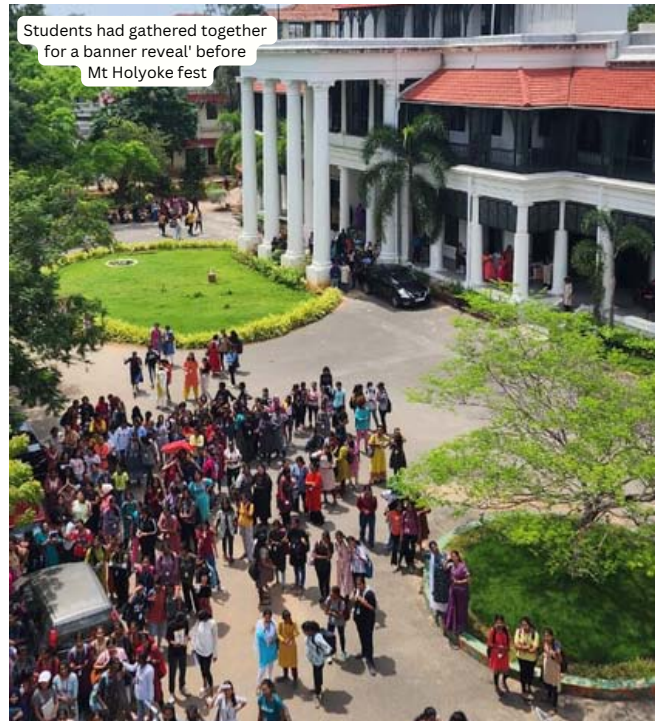 Students had gathered together
for a banner reveal' before
Mt Holyoke fest